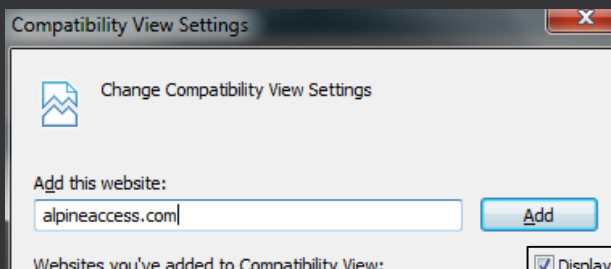 Compatibility View Settings
Change Compatibility View Settings
Add this website:
alpineaccess.com
Add
Websites you've added to Compatibility View:
Display